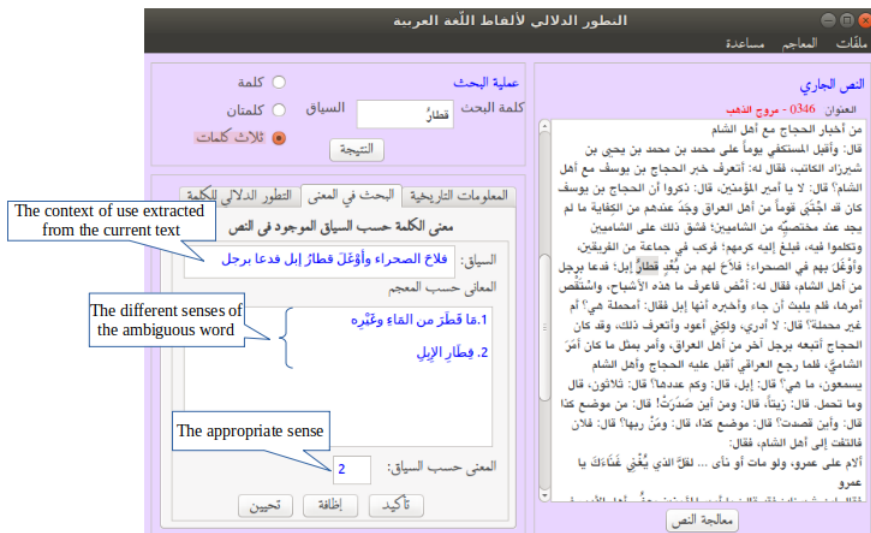 التطور الدلالي لألفاظ اللّغة العربية
ملفّات المعاجم مساعدة
النص الجاري
العنوان 0346 - مروج الذهب
من أخبار الحجاج مع أهل الشام
قال: وأقبل المستكفي يوماً على محمد بن محمد بن يحيى بن
شيرزاد الكاتب، فقال له: أتعرف خبر الحجاج بن يوسف مع أهل
الشام؟ قال: لا يا أمير المؤمنين، قال: ذكروا أن الحجاج بن يوسف
كان قد اجْتَبَى قوماً من أهل العراق وجَدَ عندهم من الكِفاية ما لم
يجد عند مختصيِّه من الشاميين؛ فشق ذلك على الشاميين
وتكلموا فيه، فبلغ إليه كرمهم؛ فركب في جماعة من الفريقين،
وأوْغَلَ بهم في الصحراء؛ فلاحَ لهم من بُعْدٍ قطارُ إبل؛ فدعا برجل
من أهل الشام، فقال له: أمْضِ فاعرف ما هذه الأشباح، واسْتَقْصِ
أمرها، فلم يلبث أن جاء وأخبره أنها إبل فقال: أمحملة هي؟ أم
غير محملة؟ قال: لا أدري، ولكني أعود وأتعرف ذلك، وقد كان
الحجاج أتبعه برجل آخر من أهل العراق، وأمر بمثل ما كان أمَرَ
الشاميَّ، فلما رجع العراقي أقبل عليه الحجاج وأهل الشام
يسمعون، ما هي؟ قال: إبل، قال: وكم عددها؟ قال: ثلاثون، قال
وما تحمل. قال: زيتاً، قال: ومن أين صَدَرَتْ! قال: من موضع كذا
قال: وأين قصدت؟ قال: موضع كذا، قال: ومَنْ ربها؟ قال: فلان
فالتفت إلى أهل الشام، فقال:
ألام على عمرو، ولو مات أو نأى ... لقلَّ الذي يُغْنِي غَنَاءَكَ يا
عمرو
معالجة النص
عملية البحث
كلمة البحث قطارُ السياق
كلمة
كلمتان
ثلاث كلمات
النتيجة
المعلومات التاريخية البحث في المعنى التطور الدلالي للكلمة
معنى الكلمة حسب السياق الموجود في النص
السياق: فلاحَ الصحراء وأوْغَلَ قطارُ إبل فدعا برجل
المعانى حسب المعجم
1.مَا قَطَرَ من المَاءِ وغَيْرِه
2. قِطَارِ الإِبِلِ
المعنى حسب السياق: 2
تأكيد إظافة تحيين
The context of use extracted
from the current text
The different senses of
the ambiguous word
The appropriate sense